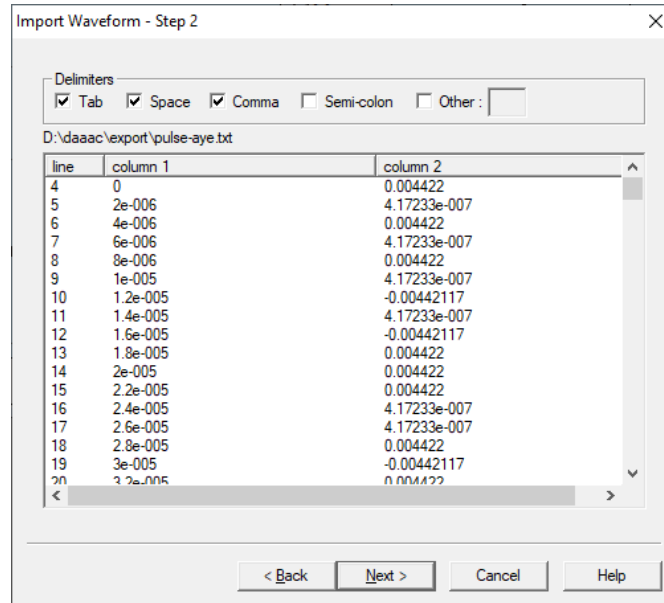 Import Waveform - Step 2
Delimiters
Tab Space Comma Semi-colon Other :
D:\daaac\export\pulse-aye.txt
line column 1 column 2
4 0 0.004422
5 2e-006 4.17233e-007
6 4e-006 0.004422
7 6e-006 4.17233e-007
8 8e-006 0.004422
9 1e-005 4.17233e-007
10 1.2e-005 -0.00442117
11 1.4e-005 4.17233e-007
12 1.6e-005 -0.00442117
13 1.8e-005 0.004422
14 2e-005 0.004422
15 2.2e-005 0.004422
16 2.4e-005 4.17233e-007
17 2.6e-005 4.17233e-007
18 2.8e-005 0.004422
19 3e-005 -0.00442117
20 3.2e-005 0.004422
< Back Next > Cancel Help